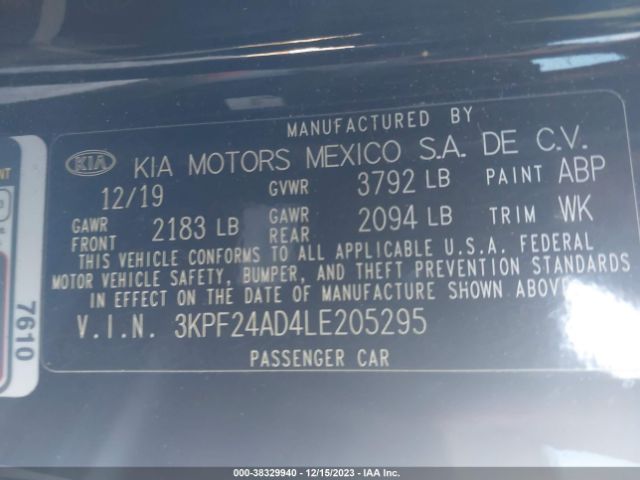 MANUFACTURED BY
KIA KIA MOTORS MEXICO S.A. DE C.V.
12/19 GVWR 3792 LB PAINT ABP
GAWR FRONT 2183 LB GAWR REAR 2094 LB TRIM WK
THIS VEHICLE CONFORMS TO ALL APPLICABLE U.S.A. FEDERAL
MOTOR VEHICLE SAFETY, BUMPER, AND THEFT PREVENTION STANDARDS
IN EFFECT ON THE DATE OF MANUFACTURE SHOWN ABOVE.
V.I.N. 3KPF24AD4LE205295
PASSENGER CAR
7610
000-38329940 - 12/15/2023 - IAA Inc.